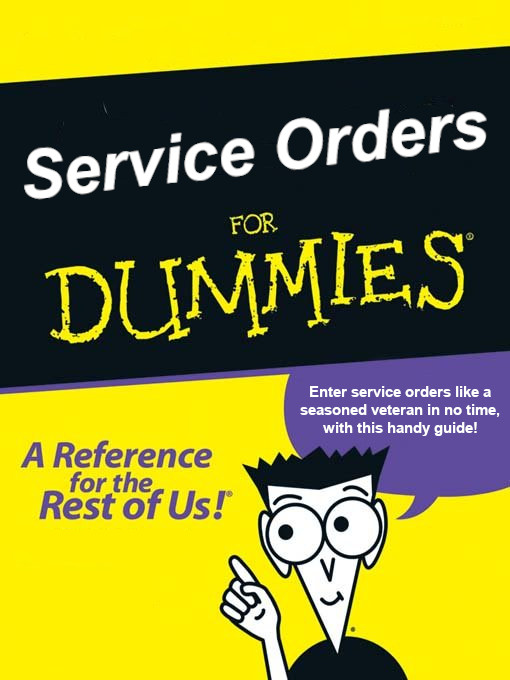 Service Orders
FOR
DUMMIES®
Enter service orders like a
seasoned veteran in no time,
with this handy guide!
A Reference
for the
Rest of Us!®